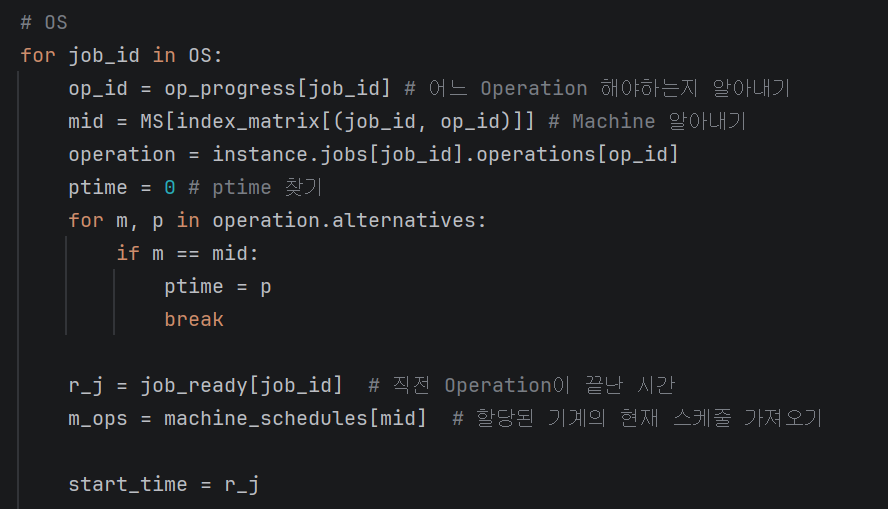 # OS
for job_id in OS:
    op_id = op_progress[job_id] # 어느 Operation 해야하는지 알아내기
    mid = MS[index_matrix[(job_id, op_id)]] # Machine 알아내기
    operation = instance.jobs[job_id].operations[op_id]
    ptime = 0 # ptime 찾기
    for m, p in operation.alternatives:
        if m == mid:
            ptime = p
            break
    r_j = job_ready[job_id]  # 직전 Operation이 끝난 시간
    m_ops = machine_schedules[mid]  # 할당된 기계의 현재 스케줄 가져오기
    start_time = r_j